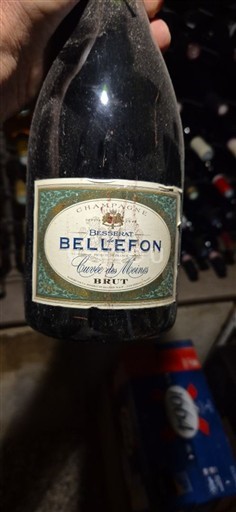 CHAMPAGNE
BESSERAT
BELLEFON
Cuvée des Moines
BRUT